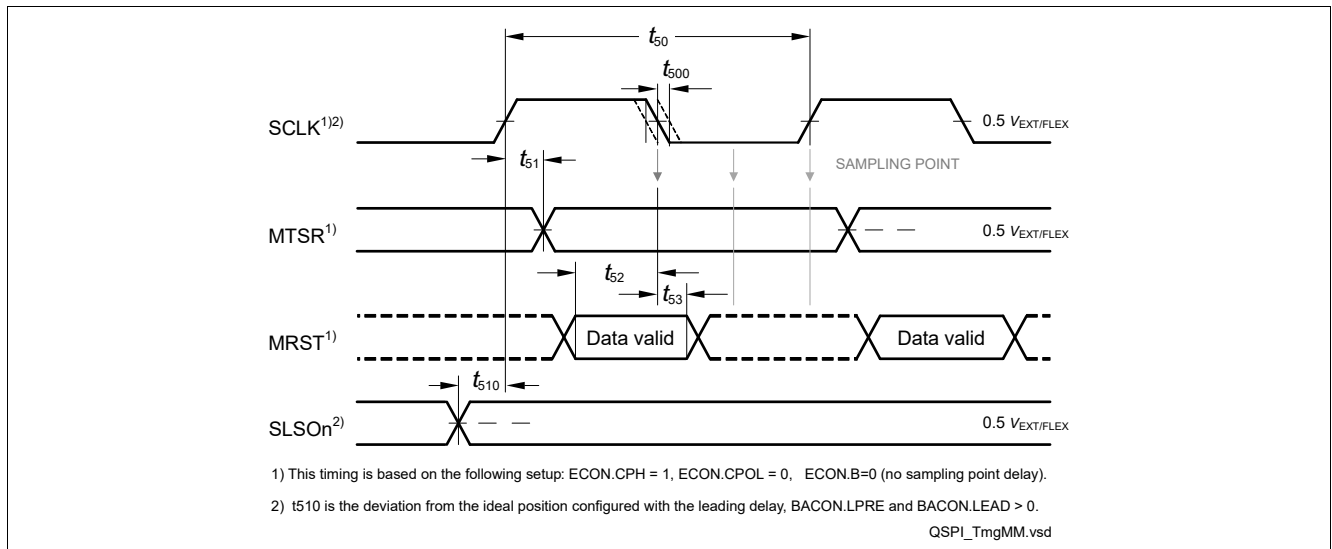 t50
t500
SCLK1)2)
0.5 VEXT/FLEX
t51
SAMPLING POINT
MTSR1)
0.5 VEXT/FLEX
t52
t53
MRST1)
Data valid
Data valid
t510
SLSOn2)
0.5 VEXT/FLEX
1) This timing is based on the following setup: ECON.CPH = 1, ECON.CPOL = 0, ECON.B=0 (no sampling point delay).
2) t510 is the deviation from the ideal position configured with the leading delay, BACON.LPRE and BACON.LEAD > 0.
QSPI_TmgMM.vsd